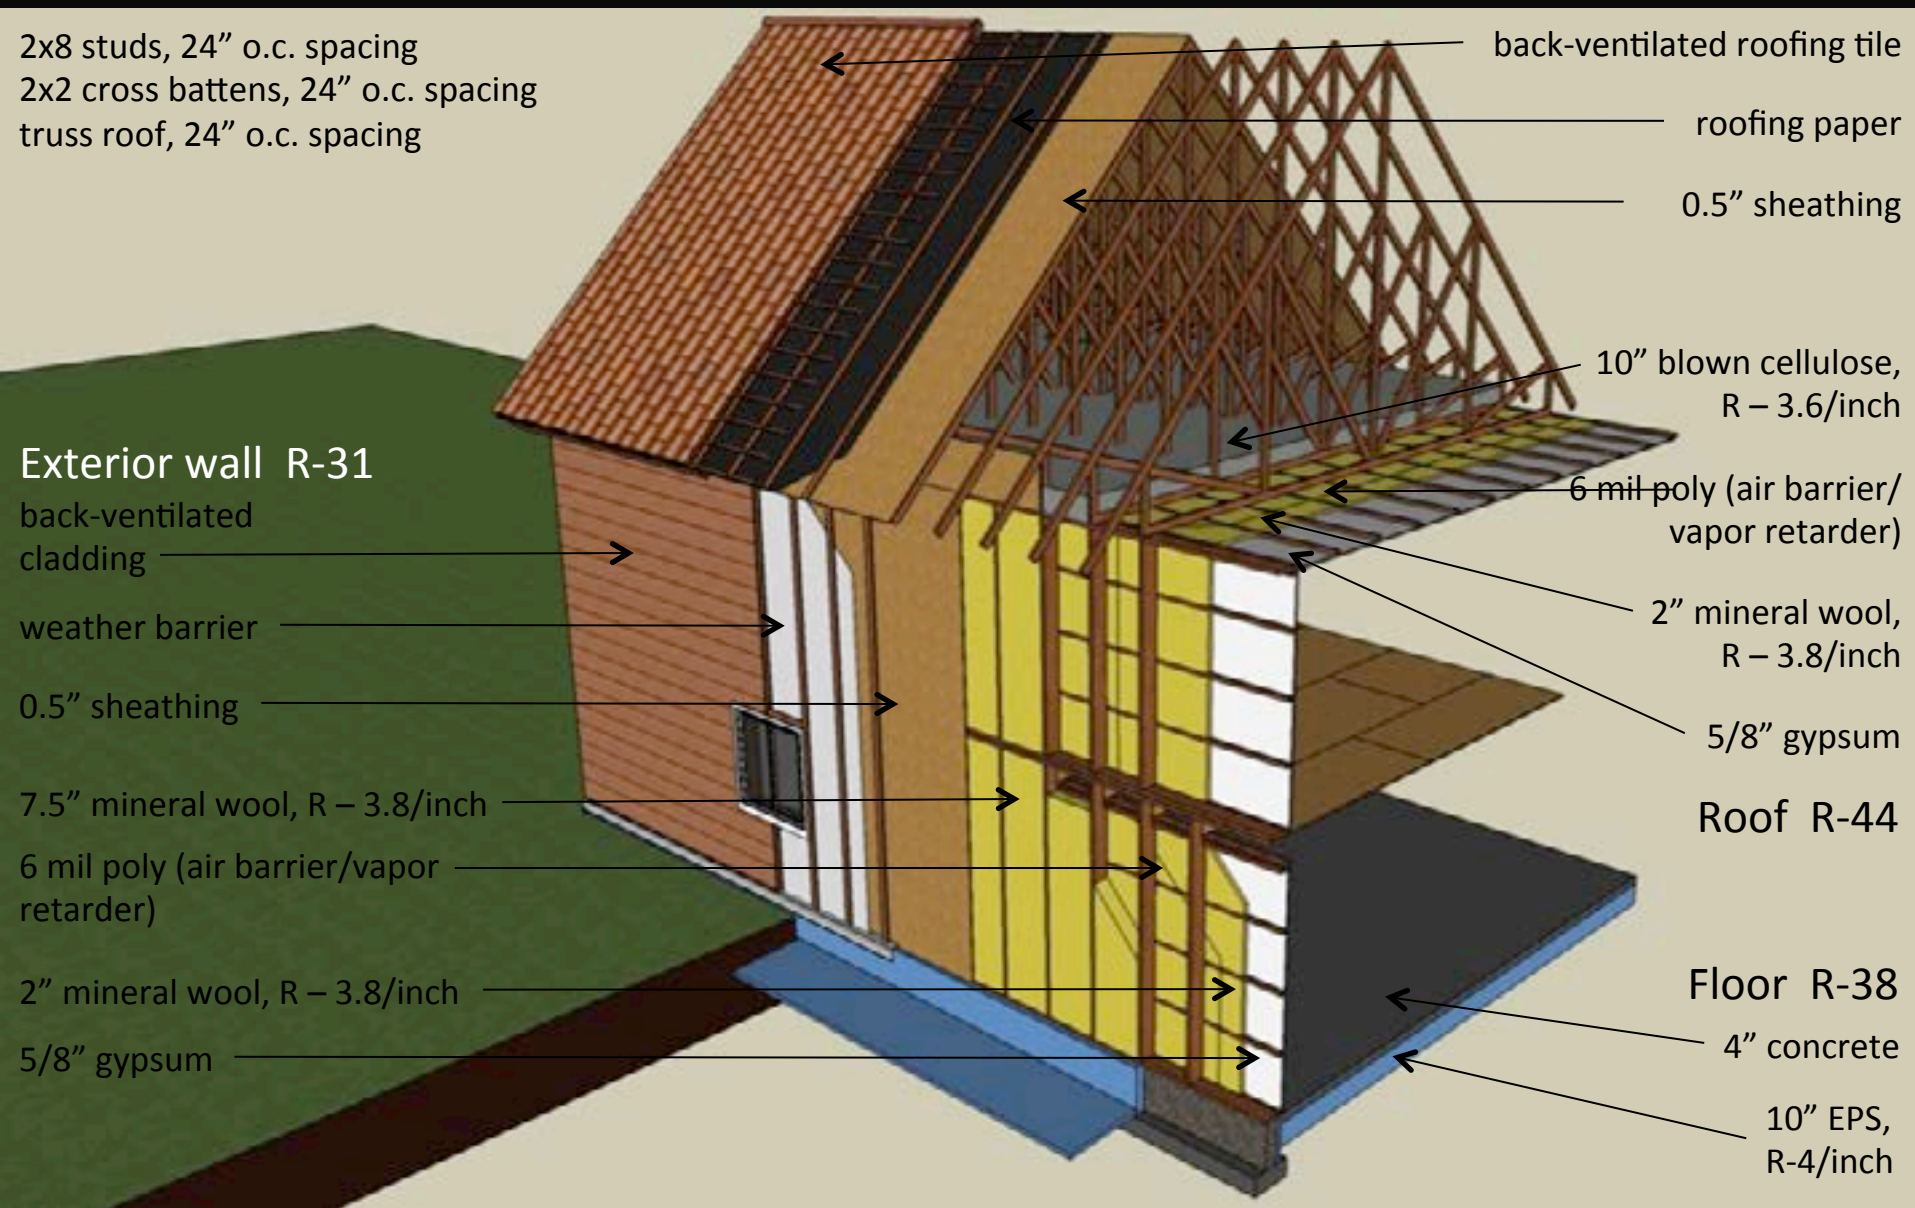 2x8 studs, 24” o.c. spacing
2x2 cross battens, 24” o.c. spacing
truss roof, 24” o.c. spacing
Exterior wall  R-31
back-ventilated
cladding
weather barrier
0.5” sheathing
7.5” mineral wool, R – 3.8/inch
6 mil poly (air barrier/vapor
retarder)
2” mineral wool, R – 3.8/inch
5/8” gypsum
back-ventilated roofing tile
roofing paper
0.5” sheathing
10” blown cellulose,
R – 3.6/inch
6 mil poly (air barrier/
vapor retarder)
2” mineral wool,
R – 3.8/inch
5/8” gypsum
Roof  R-44
Floor  R-38
4” concrete
10” EPS,
R-4/inch